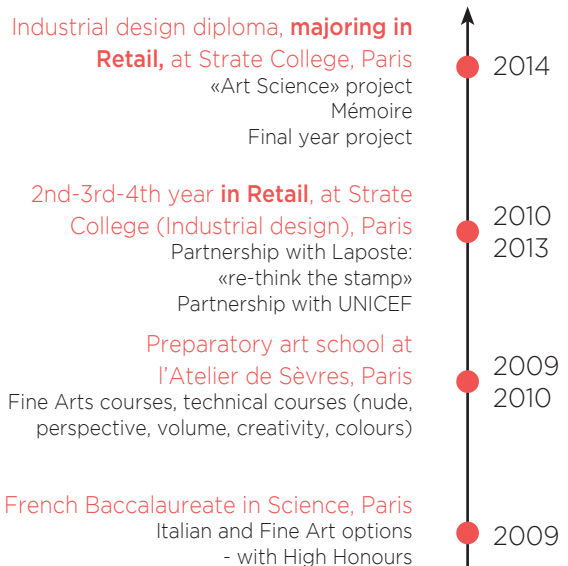 Industrial design diploma, majoring in
Retail, at Strate College, Paris
«Art Science» project
Mémoire
Final year project
2014
2nd-3rd-4th year in Retail, at Strate
College (Industrial design), Paris
Partnership with Laposte:
«re-think the stamp»
Partnership with UNICEF
2010
2013
Preparatory art school at
l'Atelier de Sèvres, Paris
Fine Arts courses, technical courses (nude,
perspective, volume, creativity, colours)
2009
2010
French Baccalaureate in Science, Paris
Italian and Fine Art options
- with High Honours
2009